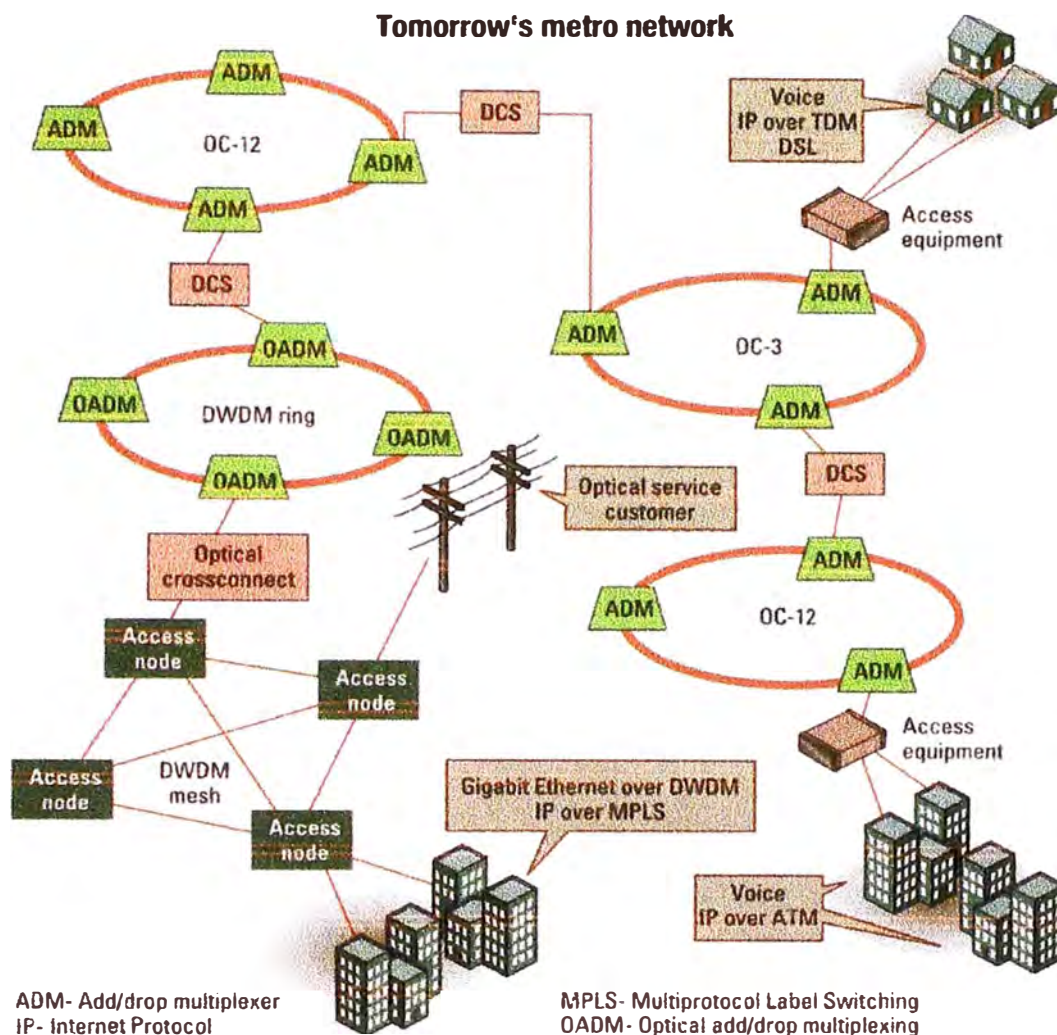 Tomorrow's metro network
ADM
ADM
OC-12
ADM
ADM
DCS
Voice
IP over TDM
DSL
Access
equipment
DCS
OADM
OADM
DWDM ring
OADM
OADM
ADM
ADM
OC-3
ADM
DCS
Optical service
customer
Optical
crossconnect
ADM
ADM
OC-12
ADM
Access
node
Access
node
Access
node
DWDM
mesh
Access
node
Gigabit Ethernet over DWDM
IP over MPLS
Access
equipment
Voice
IP over ATM
ADM- Add/drop multiplexer
IP- Internet Protocol
MPLS- Multiprotocol Label Switching
OADM- Optical add/drop multiplexing